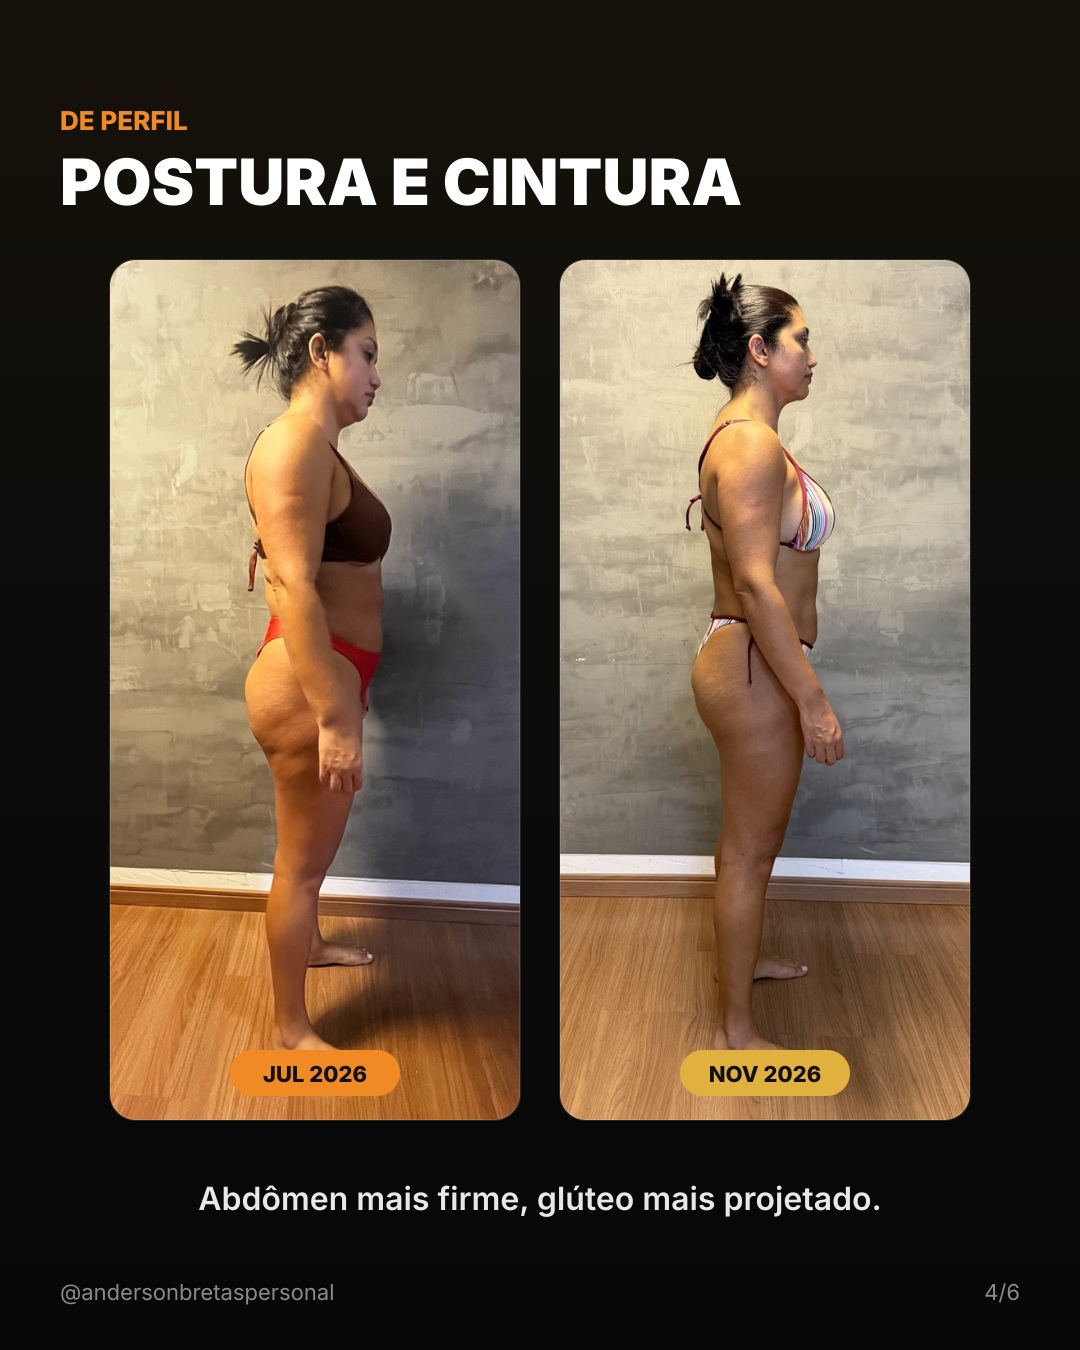 DE PERFIL
POSTURA E CINTURA
JUL 2026
NOV 2026
Abdômen mais firme, glúteo mais projetado.
@andersonbretaspersonal
4/6